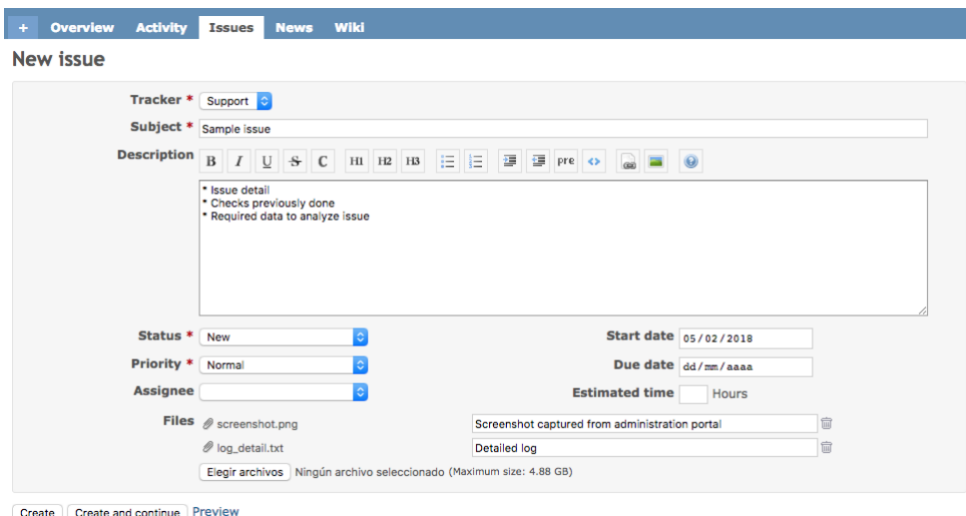 + Overview Activity Issues News Wiki
New issue
Tracker * Support
Subject * Sample issue
Description B I U S C H1 H2 H3 pre <>
* Issue detail
* Checks previously done
* Required data to analyze issue
Status * New Start date 05/02/2018
Priority * Normal Due date dd/mm/aaaa
Assignee Estimated time Hours
Files screenshot.png Screenshot captured from administration portal
log_detail.txt Detailed log
Elegir archivos Ningún archivo seleccionado (Maximum size: 4.88 GB)
Create Create and continue Preview